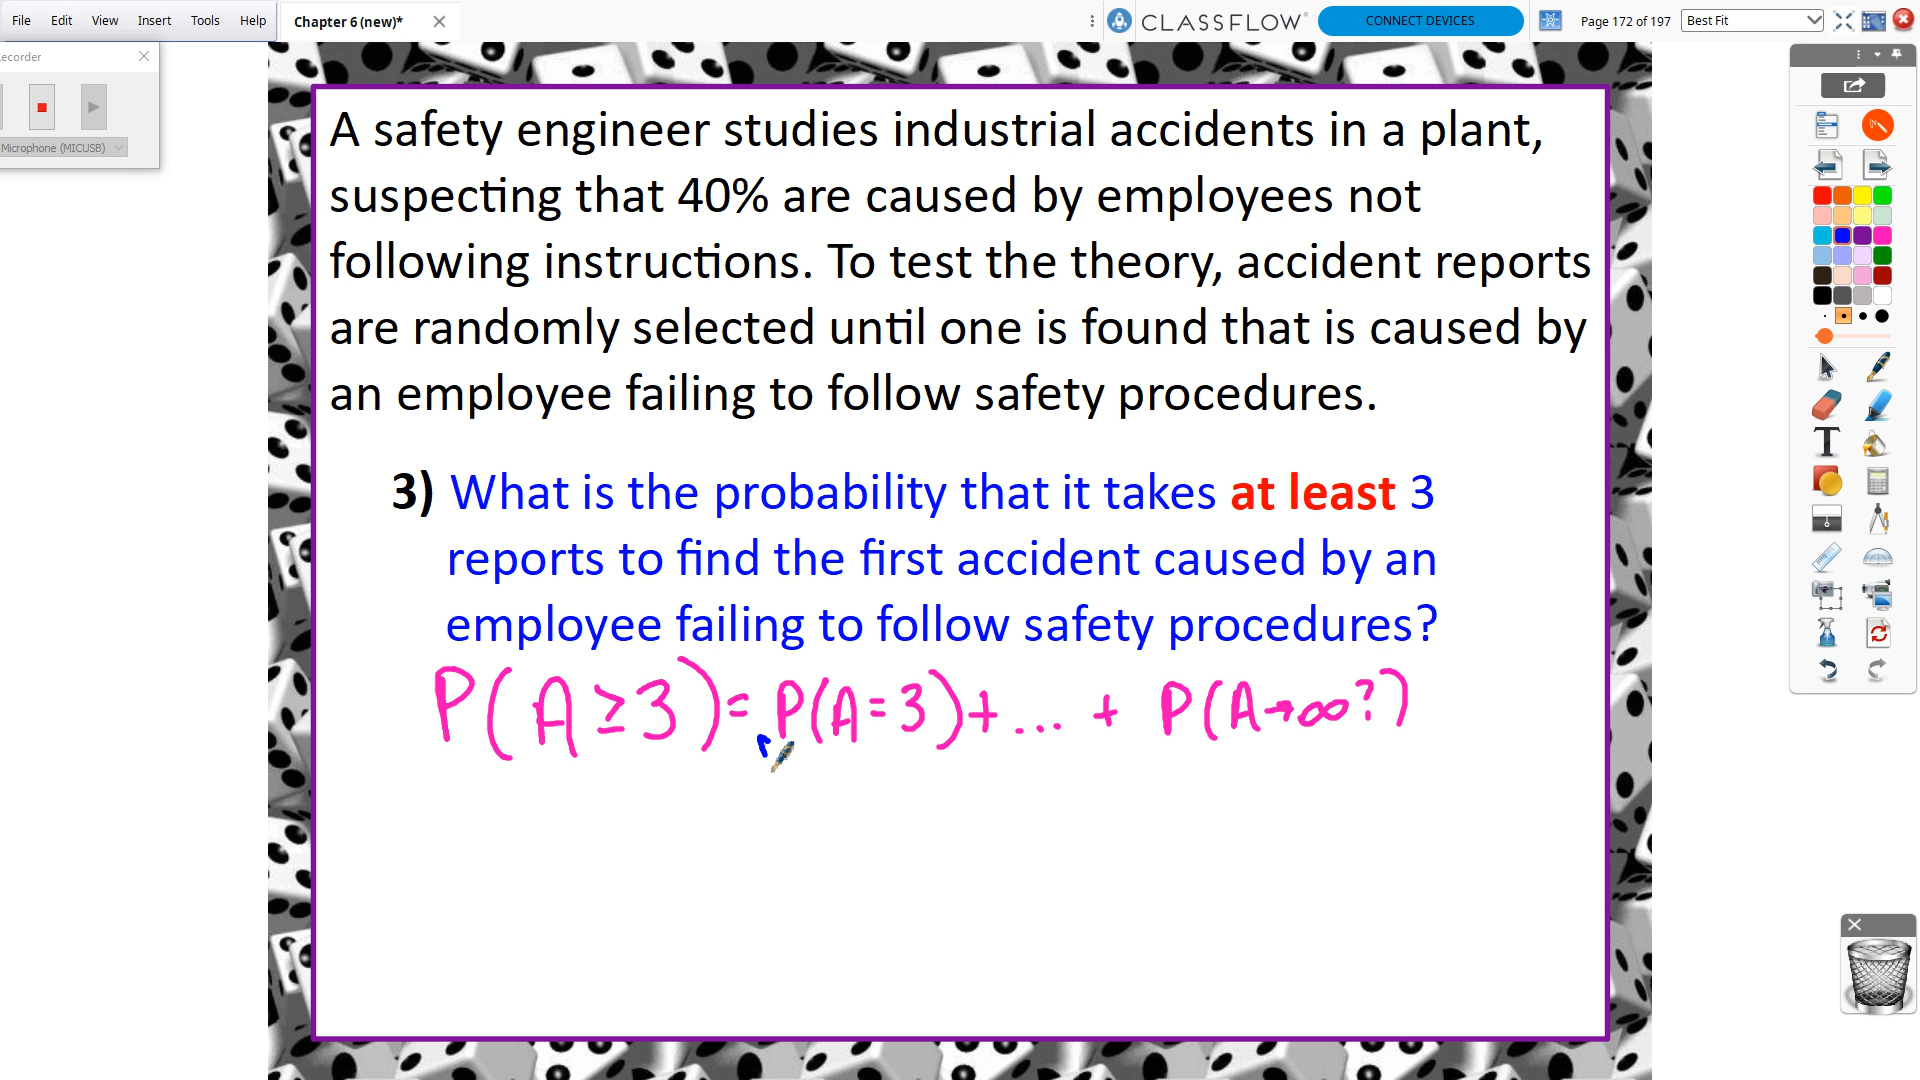 File Edit View Insert Tools Help
Chapter 6 (new)*
CLASSFLOW
CONNECT DEVICES
Page 172 of 197
Best Fit
ecorder
Microphone (MICUSB)
A safety engineer studies industrial accidents in a plant,
suspecting that 40% are caused by employees not
following instructions. To test the theory, accident reports
are randomly selected until one is found that is caused by
an employee failing to follow safety procedures.
3) What is the probability that it takes at least 3
reports to find the first accident caused by an
employee failing to follow safety procedures?
P(A≥3)=P(A=3)+...+P(A→∞?)